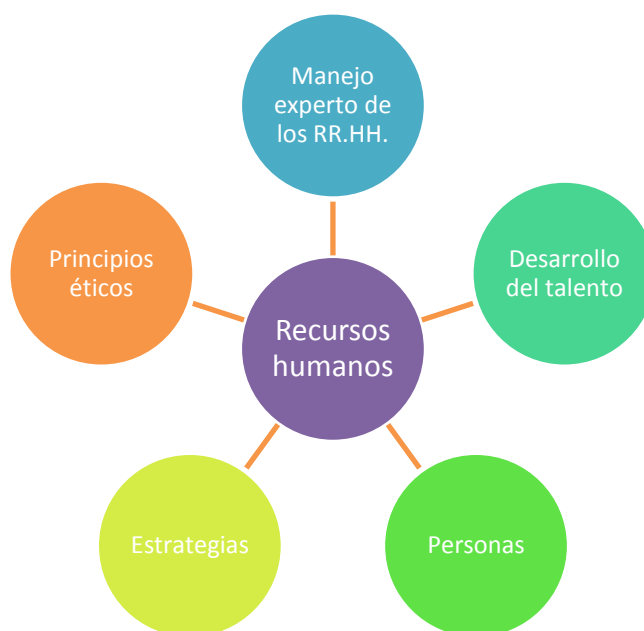 Manejo
experto de
los RR.HH.
Principios
éticos
Desarrollo
del talento
Recursos
humanos
Estrategias
Personas